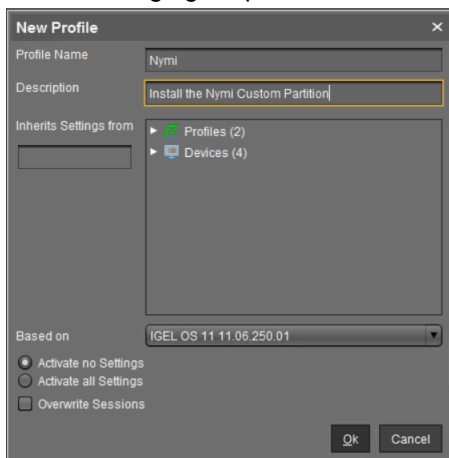 New Profile
Profile Name
Nymi
Description
Install the Nymi Custom Partition
Inherits Settings from
Profiles (2)
Devices (4)
Based on
IGEL OS 11 11.06.250.01
Activate no Settings
Activate all Settings
Overwrite Sessions
Ok
Cancel